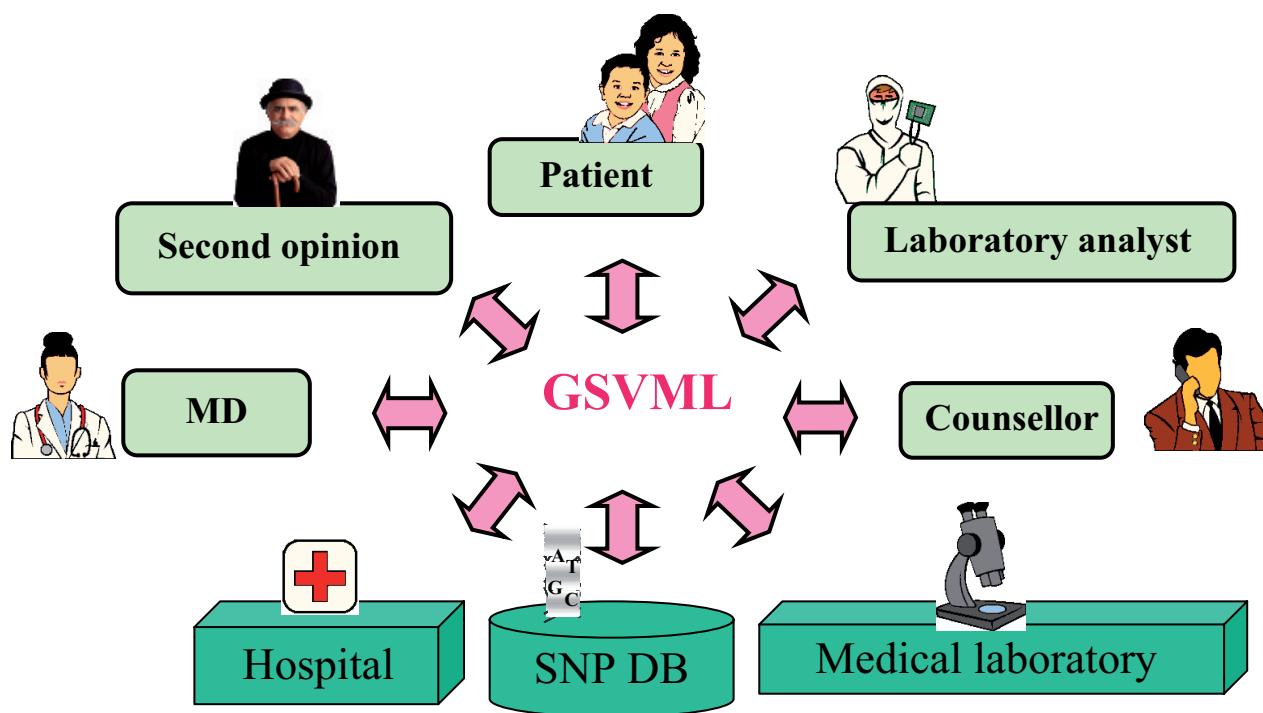 Patient
Second opinion
Laboratory analyst
MD
GSVML
Counsellor
A
T
G
C
Hospital
SNP DB
Medical laboratory